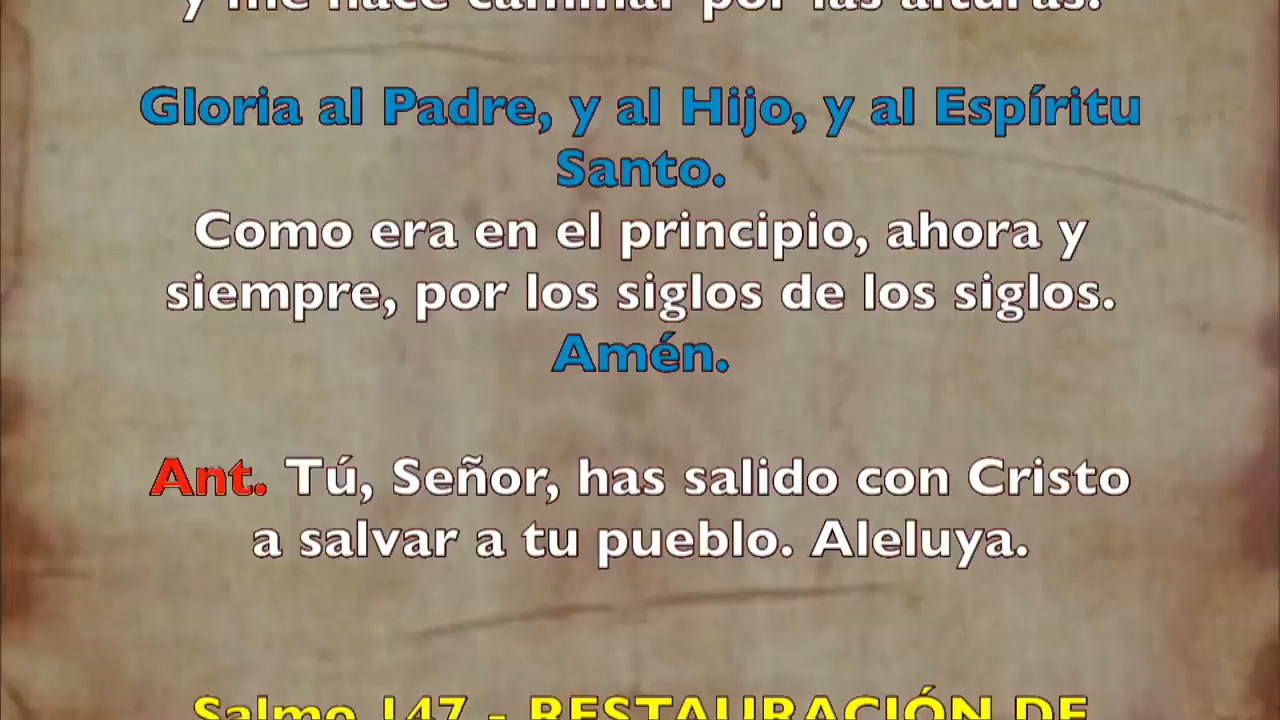 y me hace caminar por las alturas.
Gloria al Padre, y al Hijo, y al Espíritu
Santo.
Como era en el principio, ahora y
siempre, por los siglos de los siglos.
Amén.
Ant. Tú, Señor, has salido con Cristo
a salvar a tu pueblo. Aleluya.
Salmo 147 - RESTAURACIÓN DE